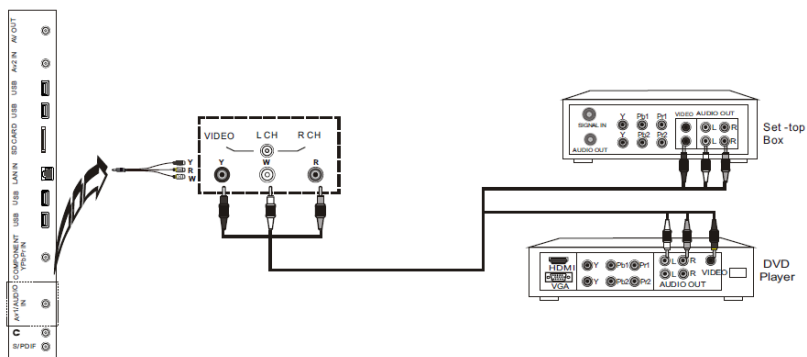 AV OUT
Av2 IN
USB
USB
SD CARD
LAN IN
USB
USB
COMPONENT
YPbPr IN
Av1/AUDIO
IN
C
S/PDIF
Y
R
W
VIDEO L CH R CH
Y W R
SIGNAL IN
AUDIO OUT
Y Pb1 Pr1
Y Pb2 Pr2
VIDEO AUDIO OUT
L R
L R
Set -top
Box
HDMI
VGA
Y Pb1 Pr1
Y Pb2 Pr2
L R
L R
AUDIO OUT
VIDEO
DVD
Player